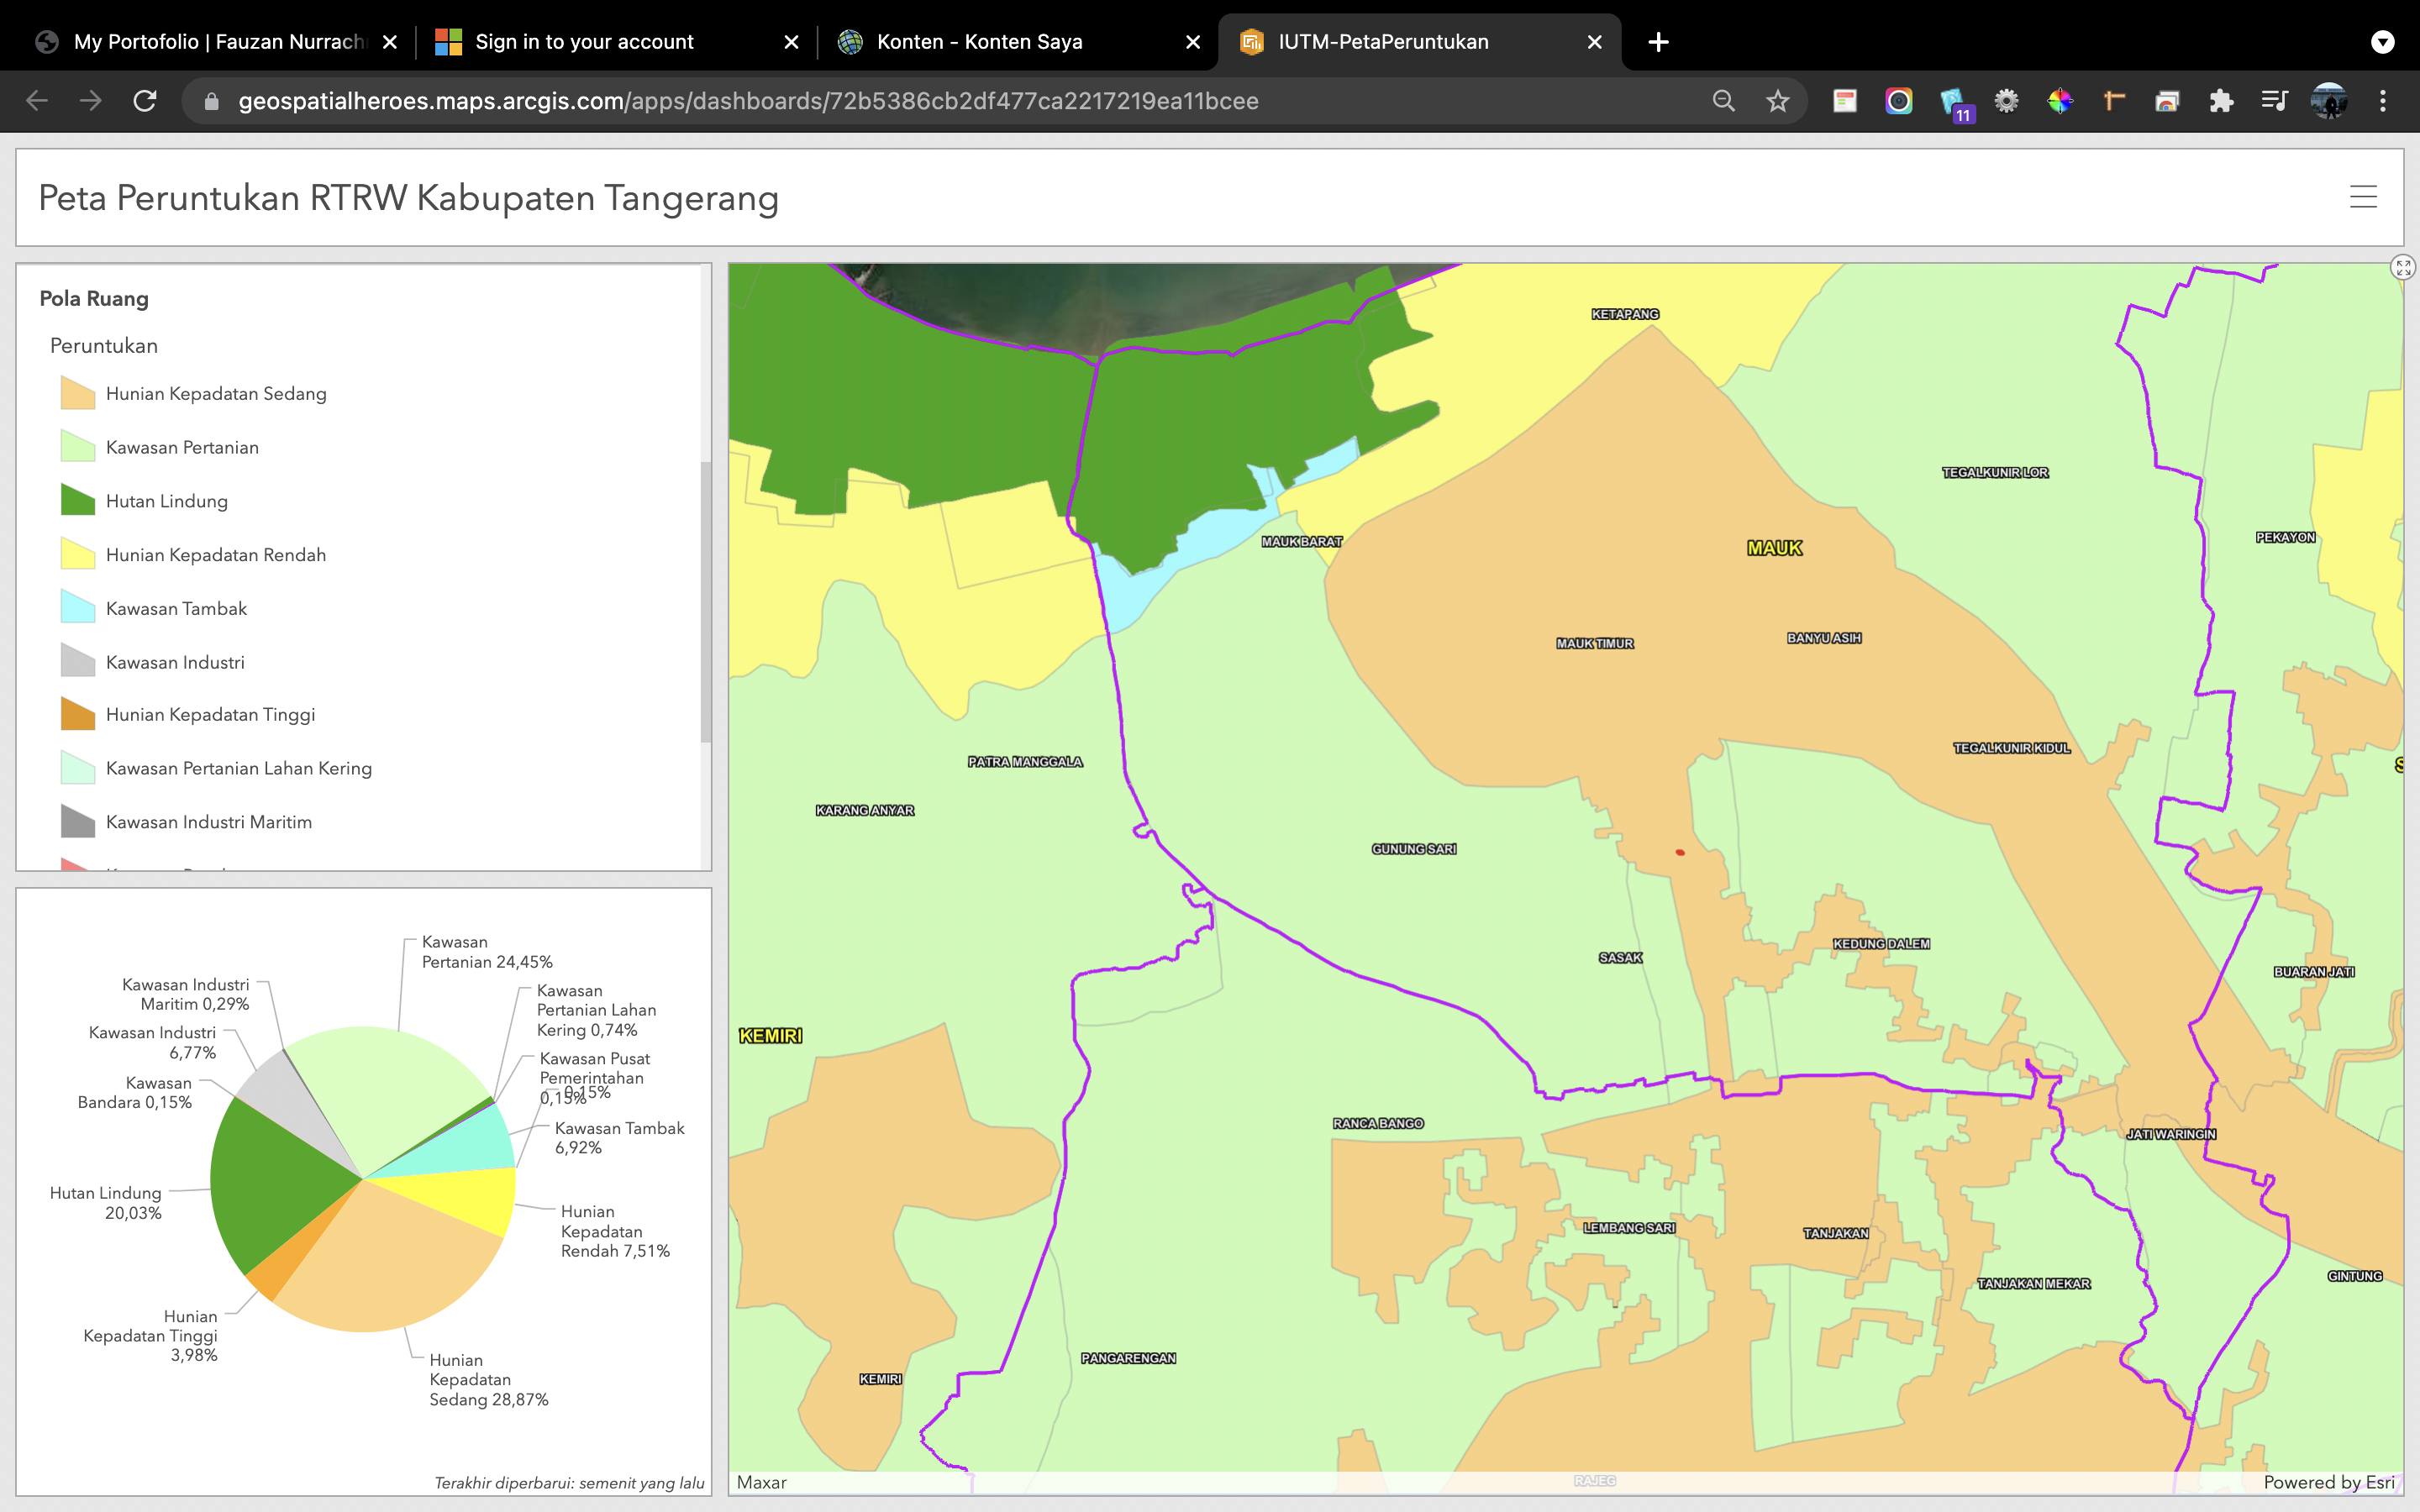 My Portofolio | Fauzan Nurrach
Sign in to your account
Konten - Konten Saya
IUTM-PetaPeruntukan
geospatialheroes.maps.arcgis.com/apps/dashboards/72b5386cb2df477ca2217219ea11bcee
11
Peta Peruntukan RTRW Kabupaten Tangerang
Pola Ruang
Peruntukan
Hunian Kepadatan Sedang
Kawasan Pertanian
Hutan Lindung
Hunian Kepadatan Rendah
Kawasan Tambak
Kawasan Industri
Hunian Kepadatan Tinggi
Kawasan Pertanian Lahan Kering
Kawasan Industri Maritim
Kawasan
Pertanian 24,45%
Kawasan
Pertanian Lahan
Kering 0,74%
Kawasan Pusat
Pemerintahan
0,15%
0,15%
Kawasan Tambak
6,92%
Hunian
Kepadatan
Rendah 7,51%
Hunian
Kepadatan
Sedang 28,87%
Hunian
Kepadatan Tinggi
3,98%
Hutan Lindung
20,03%
Kawasan
Bandara 0,15%
Kawasan Industri
6,77%
Kawasan Industri
Maritim 0,29%
Terakhir diperbarui: semenit yang lalu
KETAPANG
TEGALKUNIR LOR
PEKAYON
MAUK BARAT
MAUK
MAUK TIMUR
BANYU ASIH
TEGALKUNIR KIDUL
PATRA MANGGALA
S
KARANG ANYAR
GUNUNG SARI
KEDUNG DALEM
SASAK
BUARAN JATI
KEMIRI
RANCA BANGO
JATI WARINGIN
LEMBANG SARI
TANJAKAN
GINTUNG
TANJAKAN MEKAR
PANGARENGAN
KEMIRI
RAJEG
Maxar
Powered by Esri